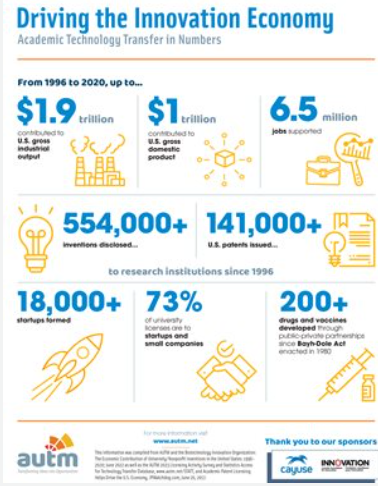 Driving the Innovation Economy
Academic Technology Transfer in Numbers
From 1996 to 2020, up to...
$1.9 trillion
contributed to
U.S. gross
industrial
output
$1 trillion
contributed to
U.S. gross
domestic
product
6.5 million
jobs supported
554,000+
inventions disclosed...
141,000+
U.S. patents issued...
to research institutions since 1996
18,000+
startups formed
73%
of university
licenses are to
startups and
small companies
200+
drugs and vaccines
developed through
public-private partnerships
since Bayh-Dole Act
enacted in 1980
For more information visit
www.autm.net
autm
Thank you to our sponsors
cayuse
INNOVATION